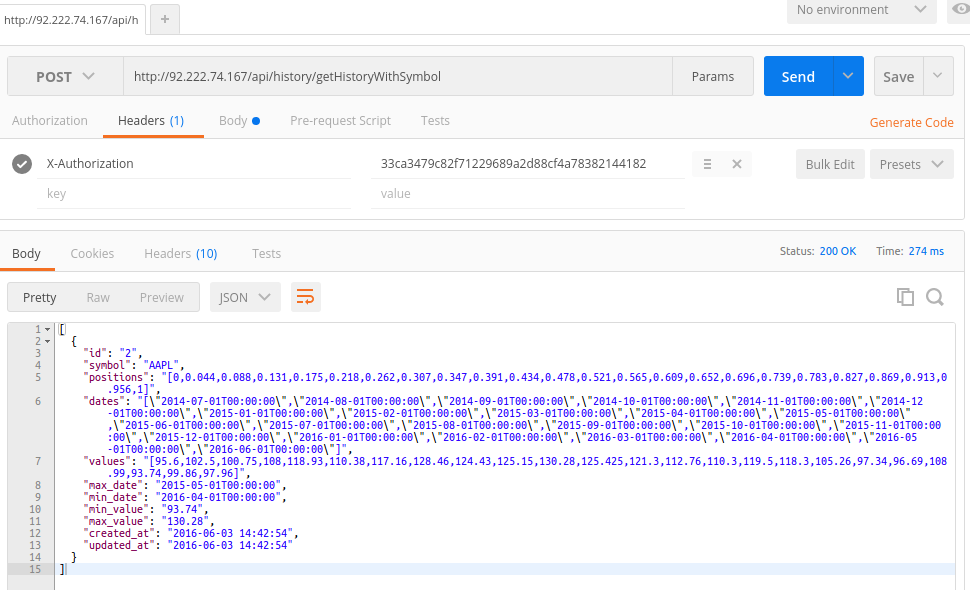 No environment
http://92.222.74.167/api/h
+
POST
http://92.222.74.167/api/history/getHistoryWithSymbol
Params
Send
Save
Authorization
Headers (1)
Body
Pre-request Script
Tests
Generate Code
X-Authorization
33ca3479c82f71229689a2d88cf4a78382144182
Bulk Edit
Presets
key
value
Body
Cookies
Headers (10)
Tests
Status: 200 OK
Time: 274 ms
Pretty
Raw
Preview
JSON
1 [
2 {
3 "id": "2",
4 "symbol": "AAPL",
5 "positions": "[0,0.044,0.088,0.131,0.175,0.218,0.262,0.307,0.347,0.391,0.434,0.478,0.521,0.565,0.609,0.652,0.696,0.739,0.783,0.827,0.869,0.913,0
.956,1]",
6 "dates": "[\"2014-07-01T00:00:00\",\"2014-08-01T00:00:00\",\"2014-09-01T00:00:00\",\"2014-10-01T00:00:00\",\"2014-11-01T00:00:00\",\"2014-12
-01T00:00:00\",\"2015-01-01T00:00:00\",\"2015-02-01T00:00:00\",\"2015-03-01T00:00:00\",\"2015-04-01T00:00:00\",\"2015-05-01T00:00:00\"
,\"2015-06-01T00:00:00\",\"2015-07-01T00:00:00\",\"2015-08-01T00:00:00\",\"2015-09-01T00:00:00\",\"2015-10-01T00:00:00\",\"2015-11-01T00:00
:00\",\"2015-12-01T00:00:00\",\"2016-01-01T00:00:00\",\"2016-02-01T00:00:00\",\"2016-03-01T00:00:00\",\"2016-04-01T00:00:00\",\"2016-05
-01T00:00:00\",\"2016-06-01T00:00:00\"]",
7 "values": "[95.6,102.5,100.75,108,118.93,110.38,117.16,128.46,124.43,125.15,130.28,125.425,121.3,112.76,110.3,119.5,118.3,105.26,97.34,96.69,108
.99,93.74,99.86,97.96]",
8 "max_date": "2015-05-01T00:00:00",
9 "min_date": "2016-04-01T00:00:00",
10 "min_value": "93.74",
11 "max_value": "130.28",
12 "created_at": "2016-06-03 14:42:54",
13 "updated_at": "2016-06-03 14:42:54"
14 }
15 ]